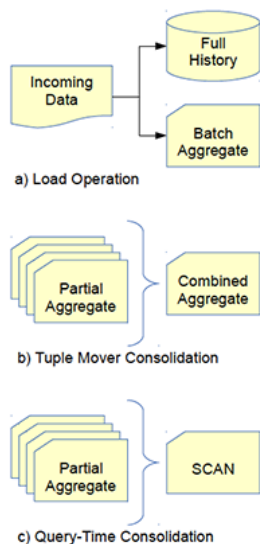 Full
History
Incoming
Data
Batch
Aggregate
a) Load Operation
Partial
Aggregate
Combined
Aggregate
b) Tuple Mover Consolidation
Partial
Aggregate
SCAN
c) Query-Time Consolidation